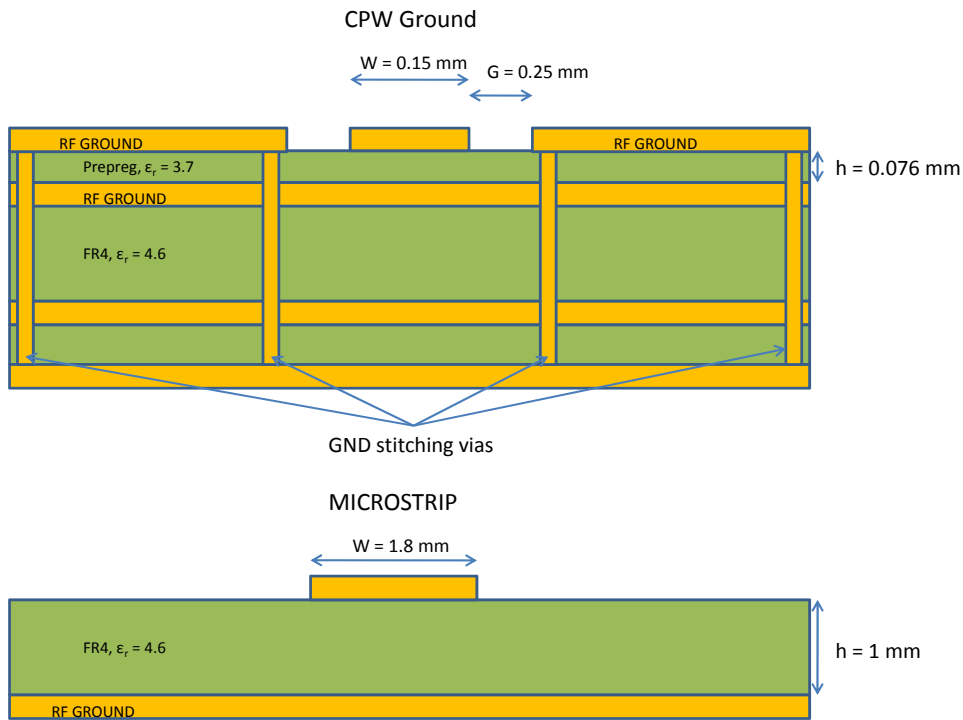 CPW Ground
W = 0.15 mm
G = 0.25 mm
RF GROUND
RF GROUND
Prepreg, εr = 3.7
h = 0.076 mm
RF GROUND
FR4, εr = 4.6
GND stitching vias
MICROSTRIP
W = 1.8 mm
FR4, εr = 4.6
h = 1 mm
RF GROUND